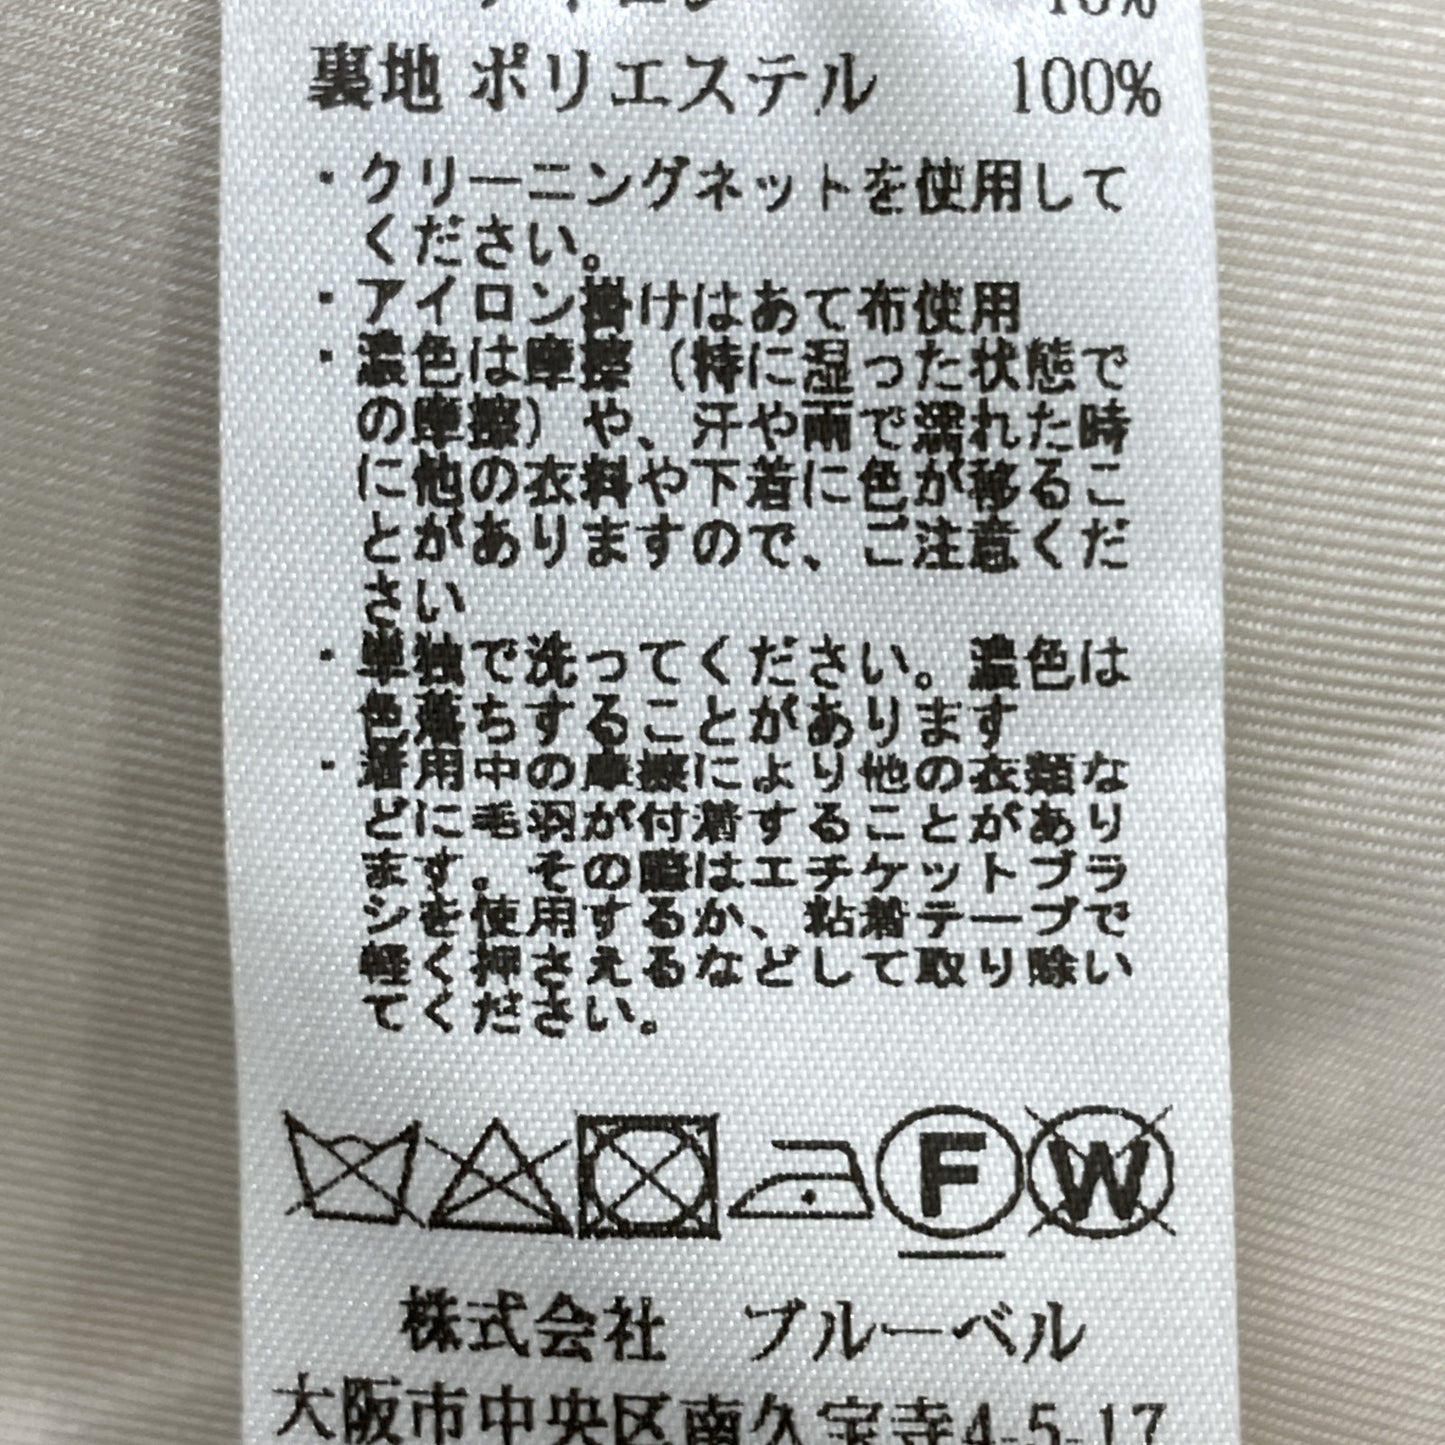 裏地 ポリエステル 100%
・クリーニングネットを使用して
ください。
・アイロン掛けはあて布使用
・濃色は摩擦（特に湿った状態で
の摩擦）や、汗や雨で濡れた時
に他の衣料や下着に色が移るこ
とがありますので、ご注意くだ
さい
・単独で洗ってください。濃色は
色落ちすることがあります
・着用中の摩擦により他の衣類な
どに毛羽が付着することがあり
ます。その際はエチケットブラ
シを使用するか、粘着テープで
軽く押さえるなどして取り除い
てください。
F W
株式会社 ブルーベル
大阪市中央区南久宝寺4-5-17